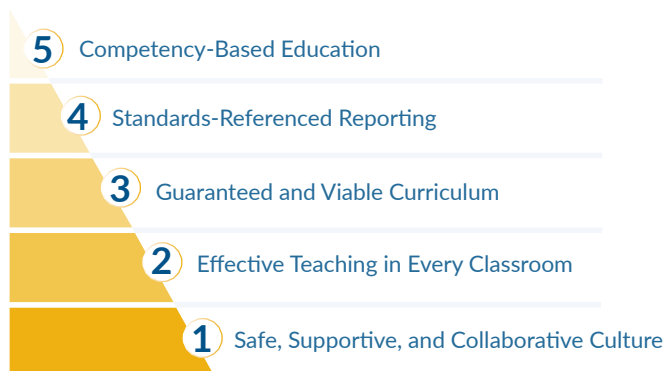 5 Competency-Based Education
4 Standards-Referenced Reporting
3 Guaranteed and Viable Curriculum
2 Effective Teaching in Every Classroom
1 Safe, Supportive, and Collaborative Culture